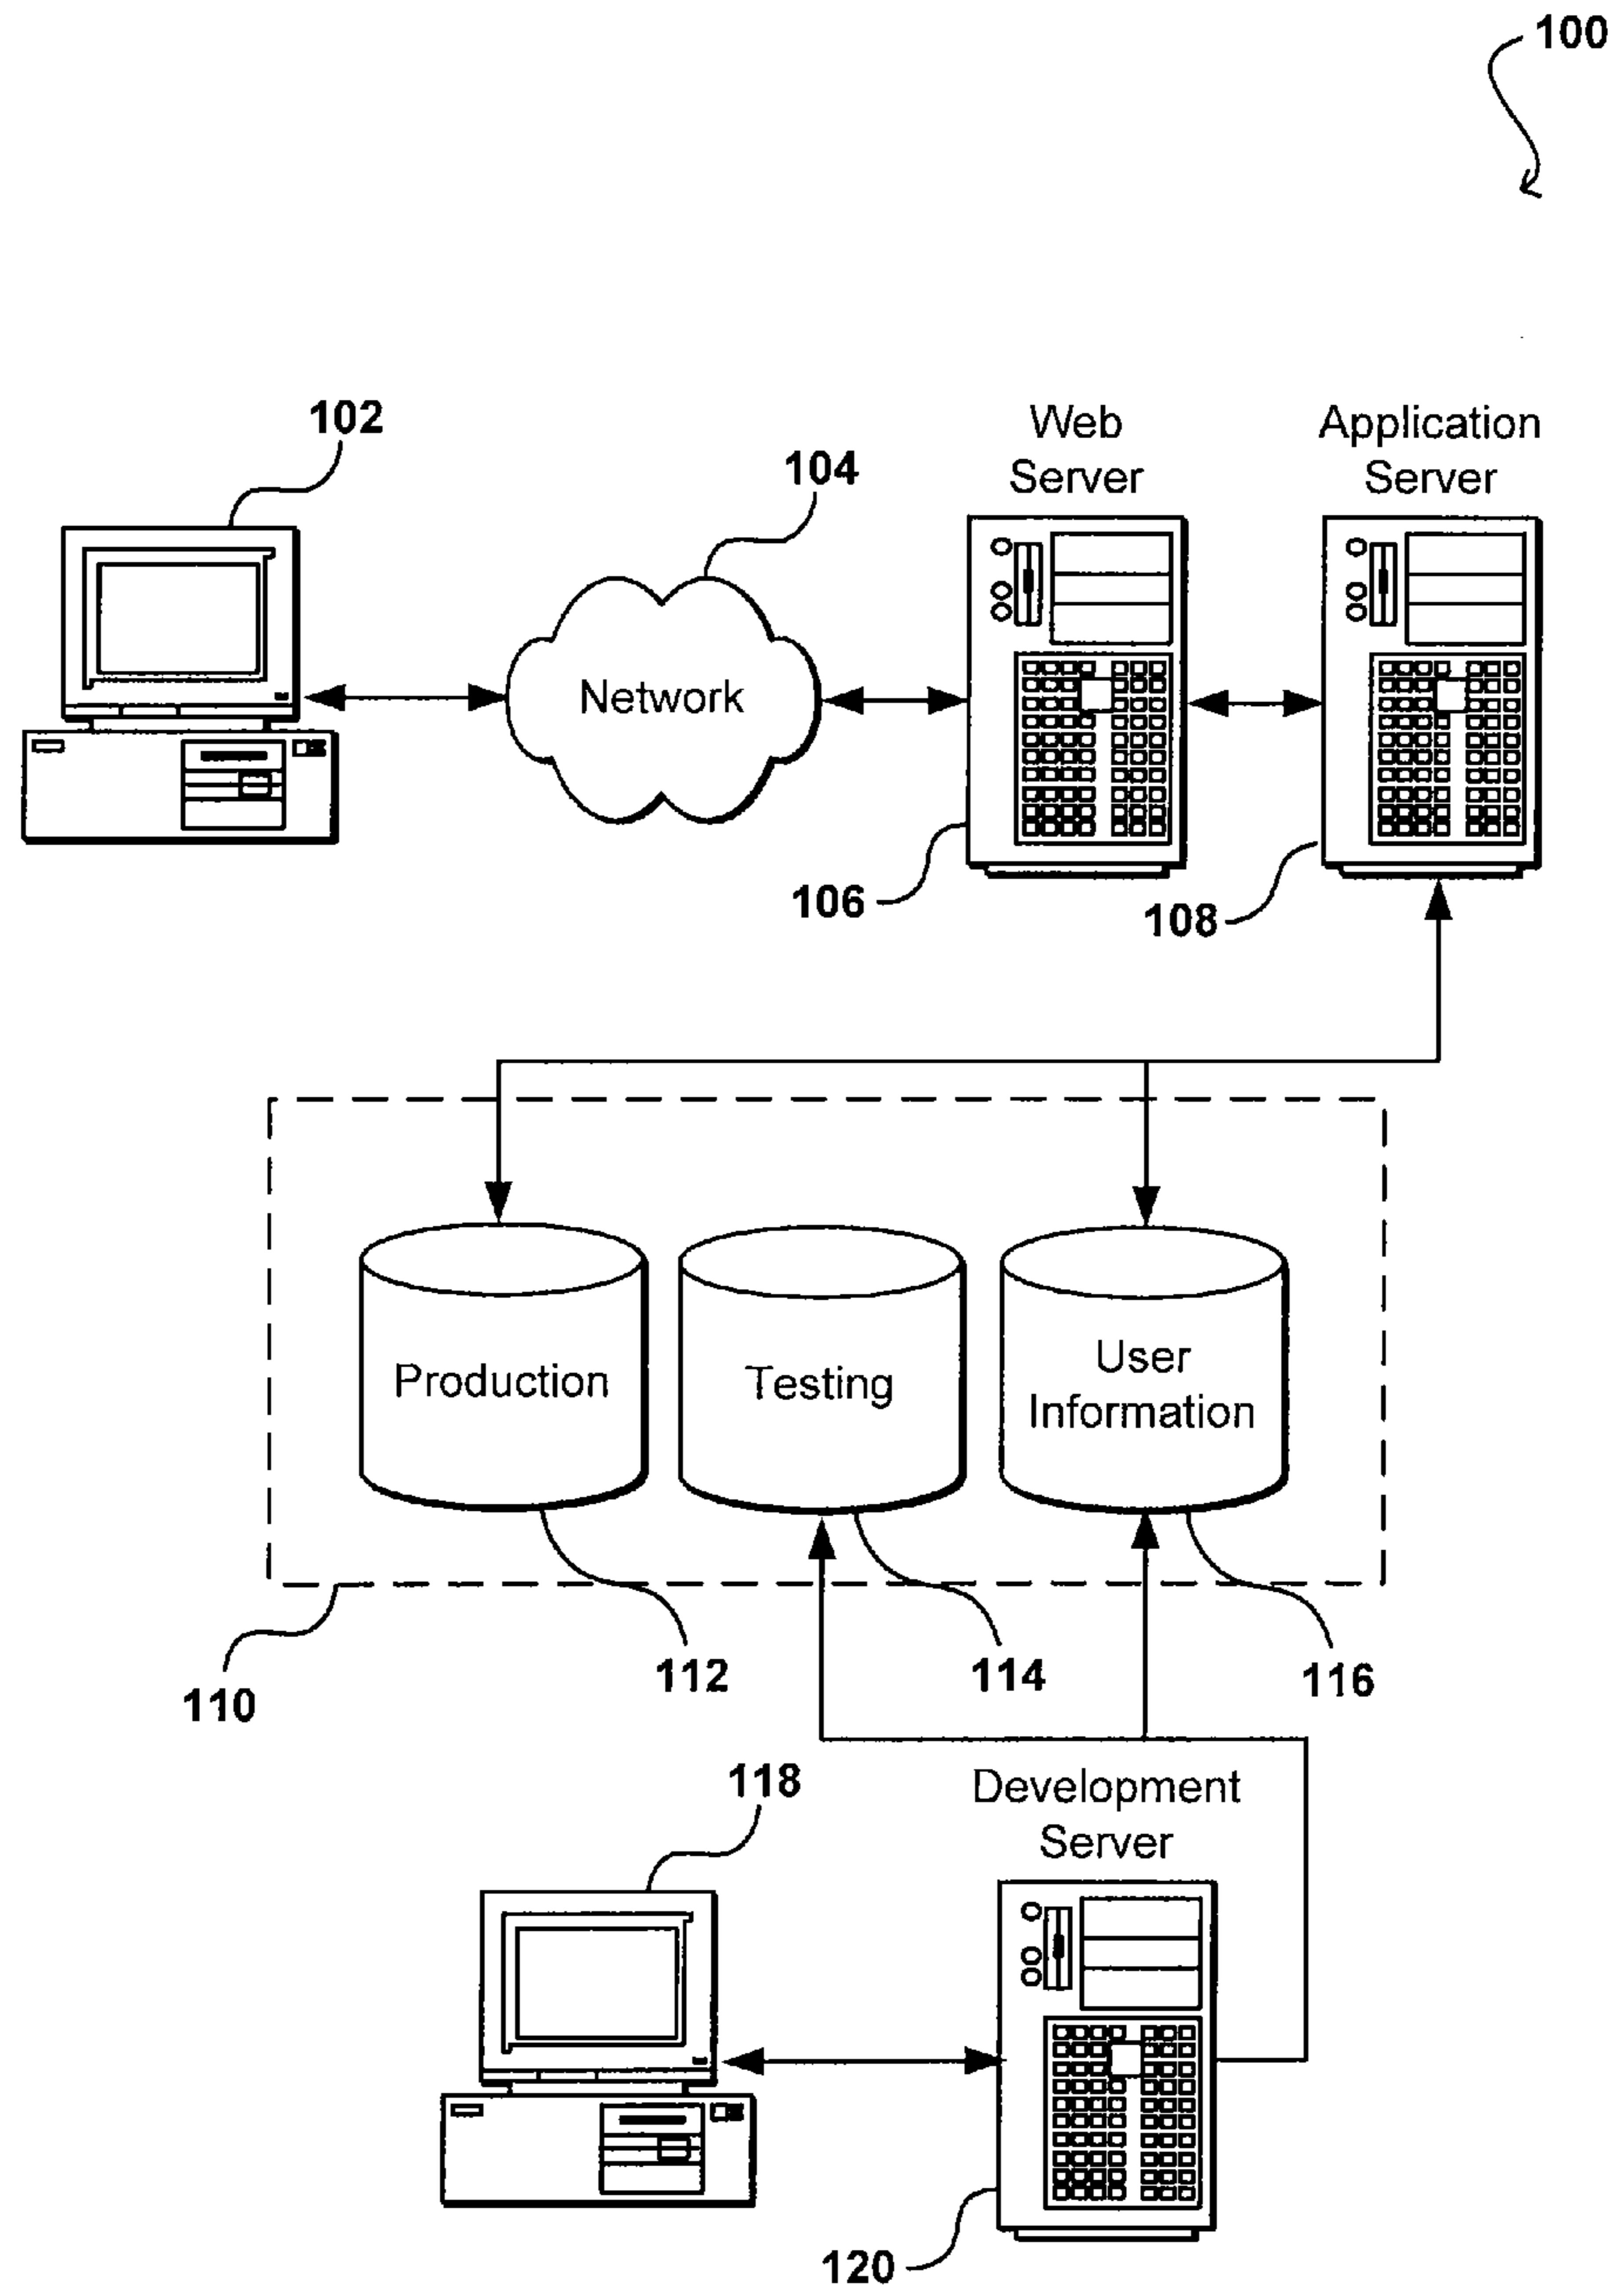 100
102
104
Web
Server
Application
Server
Network
106
108
Production
Testing
User
Information
110
112
114
116
118
Development
Server
120